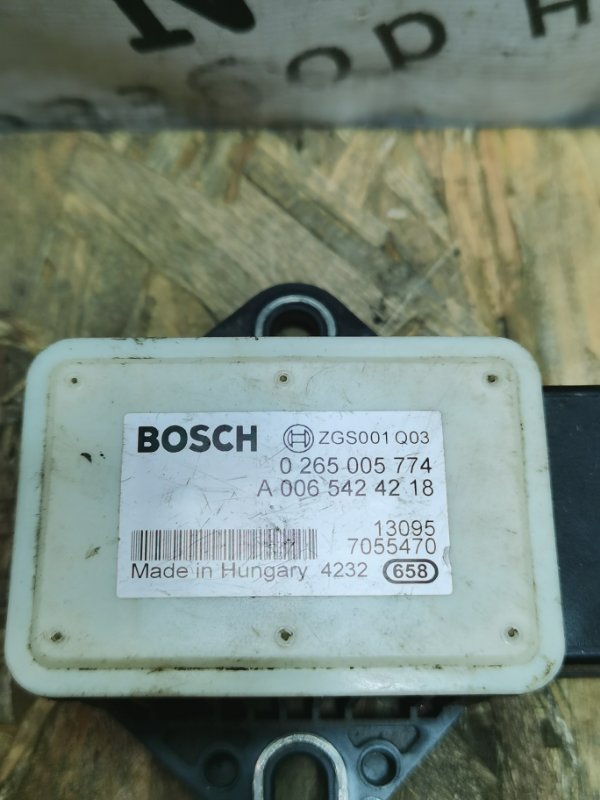 BOSCH ZGS001 Q03
0 265 005 774
A 006 542 42 18
13095
7055470
Made in Hungary 4232 658